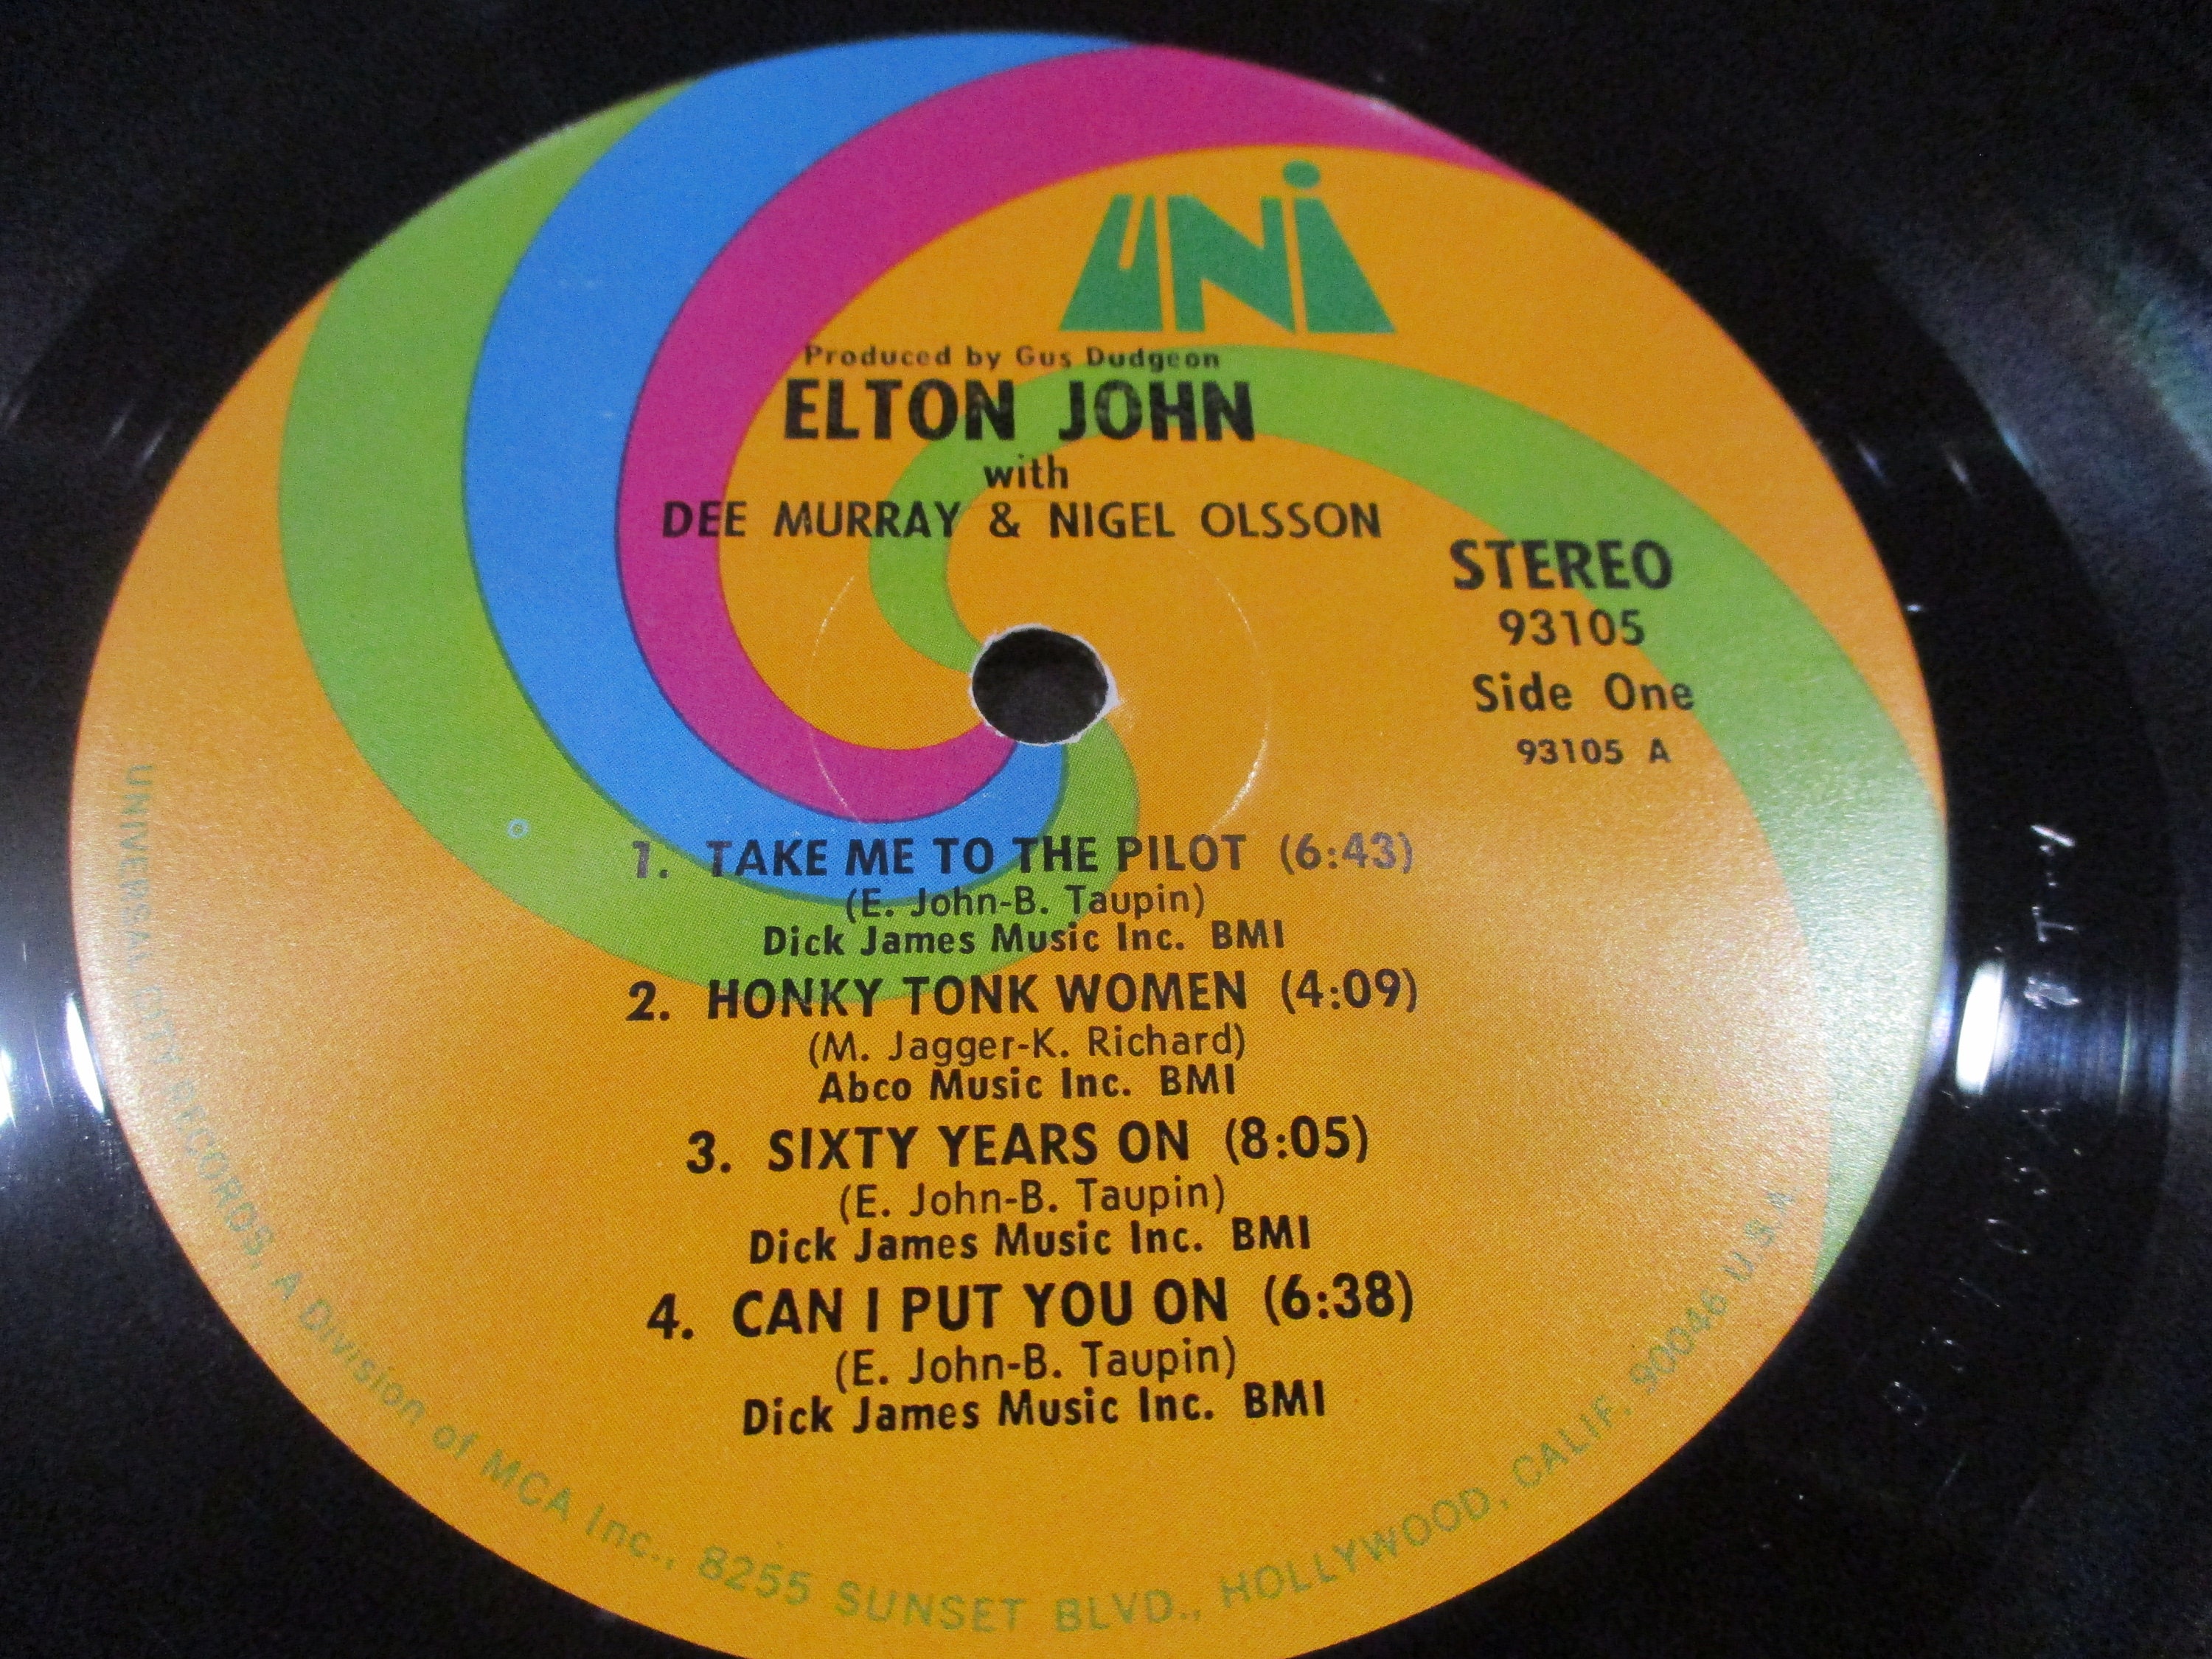 UNI
Produced by Gus Dudgeon
ELTON JOHN
with
DEE MURRAY & NIGEL OLSSON
STEREO
93105
Side One
93105 A
1. TAKE ME TO THE PILOT (6:43)
(E. John-B. Taupin)
Dick James Music Inc. BMI
2. HONKY TONK WOMEN (4:09)
(M. Jagger-K. Richard)
Abco Music Inc. BMI
3. SIXTY YEARS ON (8:05)
(E. John-B. Taupin)
Dick James Music Inc. BMI
4. CAN I PUT YOU ON (6:38)
(E. John-B. Taupin)
Dick James Music Inc. BMI
UNIVERSAL CITY RECORDS, A Division of MCA Inc., 8255 SUNSET BLVD., HOLLYWOOD, CALIF. 90046 U.S.A